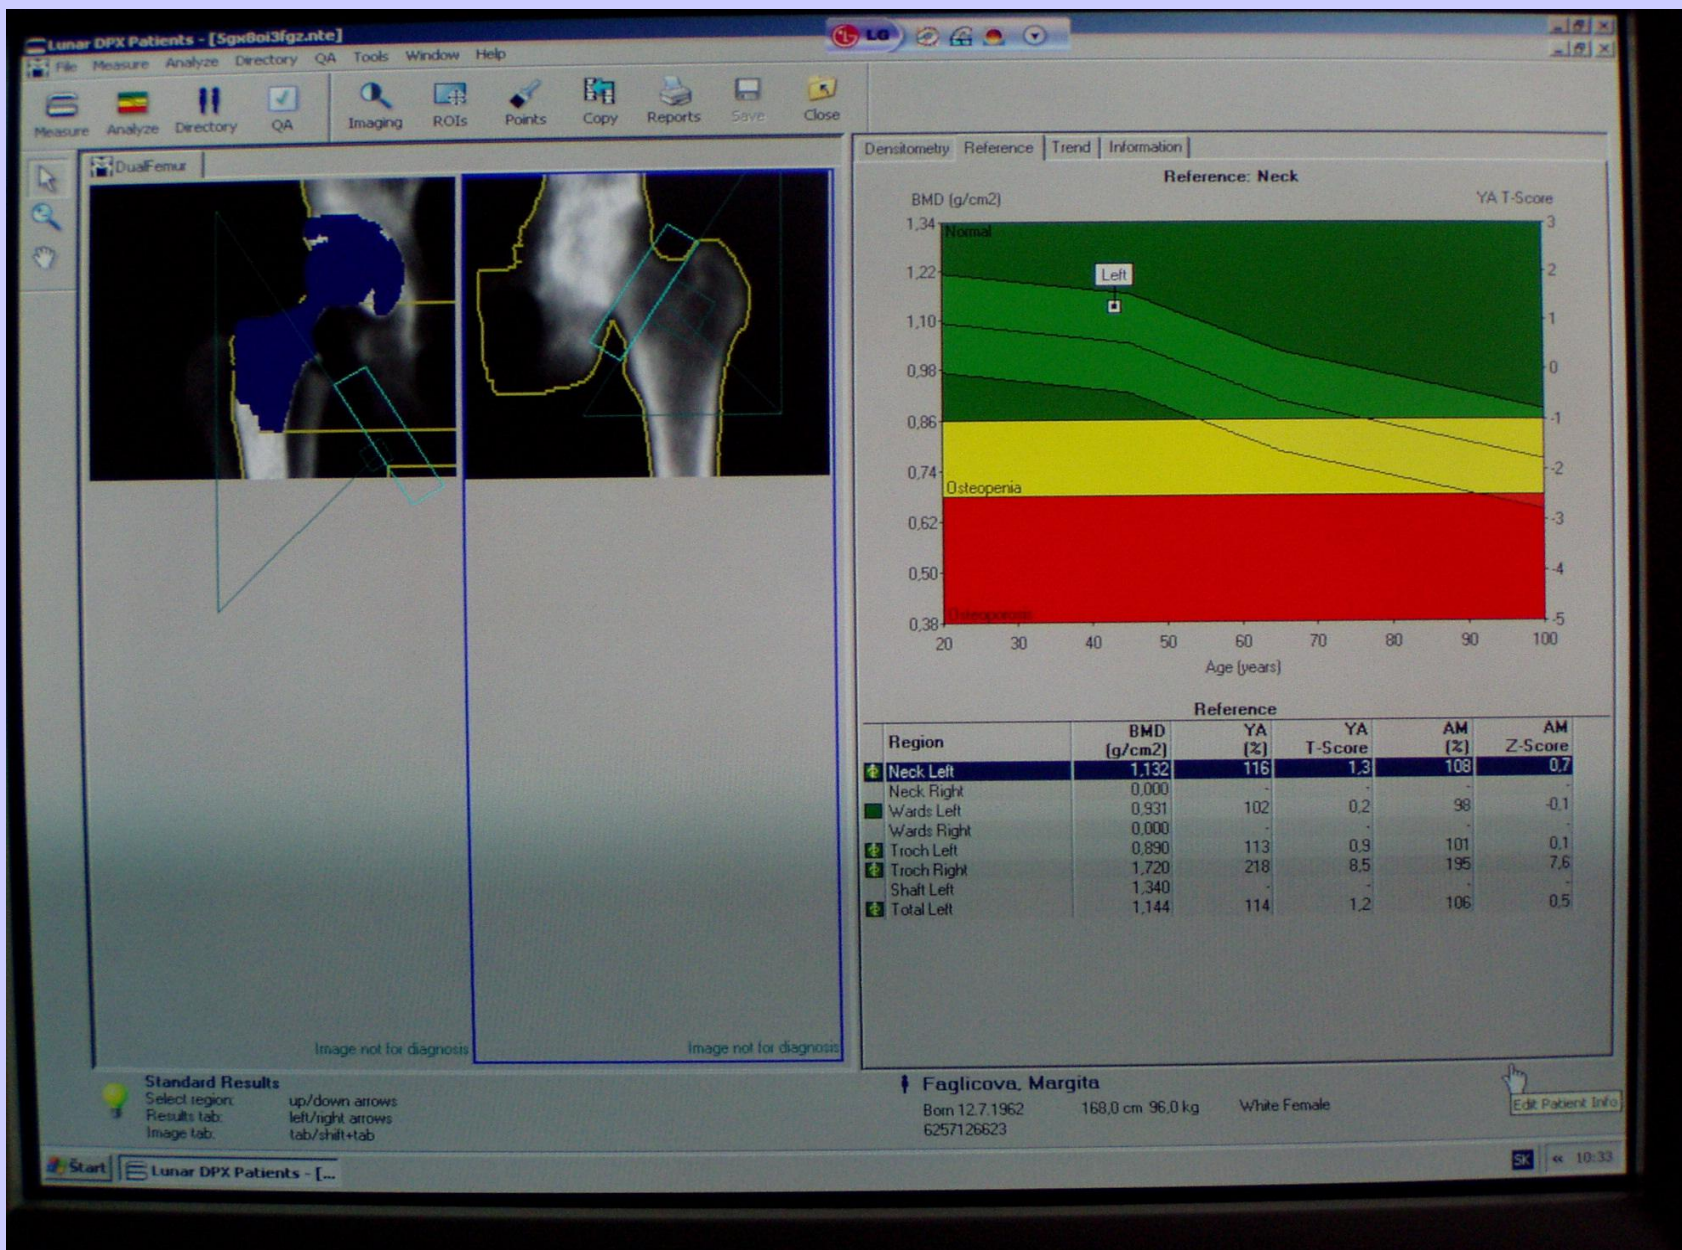 Lunar DPX Patients - [5gx8oi3fgz.nte]
LG
File Measure Analyze Directory QA Tools Window Help
Measure Analyze Directory QA Imaging ROIs Points Copy Reports Save Close
DualFemur
Densitometry Reference Trend Information
Reference: Neck
BMD (g/cm2) YA T-Score
Normal
Left
Osteopenia
Osteoporosis
1,34
1,22
1,10
0,98
0,86
0,74
0,62
0,50
0,38
3
2
1
0
-1
-2
-3
-4
-5
20 30 40 50 60 70 80 90 100
Age (years)
Reference
Region BMD (g/cm2) YA (%) YA T-Score AM (%) AM Z-Score
Neck Left 1,132 116 1,3 108 0,7
Neck Right 0,000 - - - -
Wards Left 0,931 102 0,2 98 -0,1
Wards Right 0,000 - - - -
Troch Left 0,890 113 0,9 101 0,1
Troch Right 1,720 218 8,5 195 7,6
Shaft Left 1,340 - - - -
Total Left 1,144 114 1,2 106 0,5
Image not for diagnosis
Image not for diagnosis
Standard Results
Select region: up/down arrows
Results tab: left/right arrows
Image tab: tab/shift+tab
Faglicova, Margita
Born 12.7.1962 168,0 cm 96,0 kg White Female
6257126623
Edit Patient Info
Štart Lunar DPX Patients - [... SK « 10:33